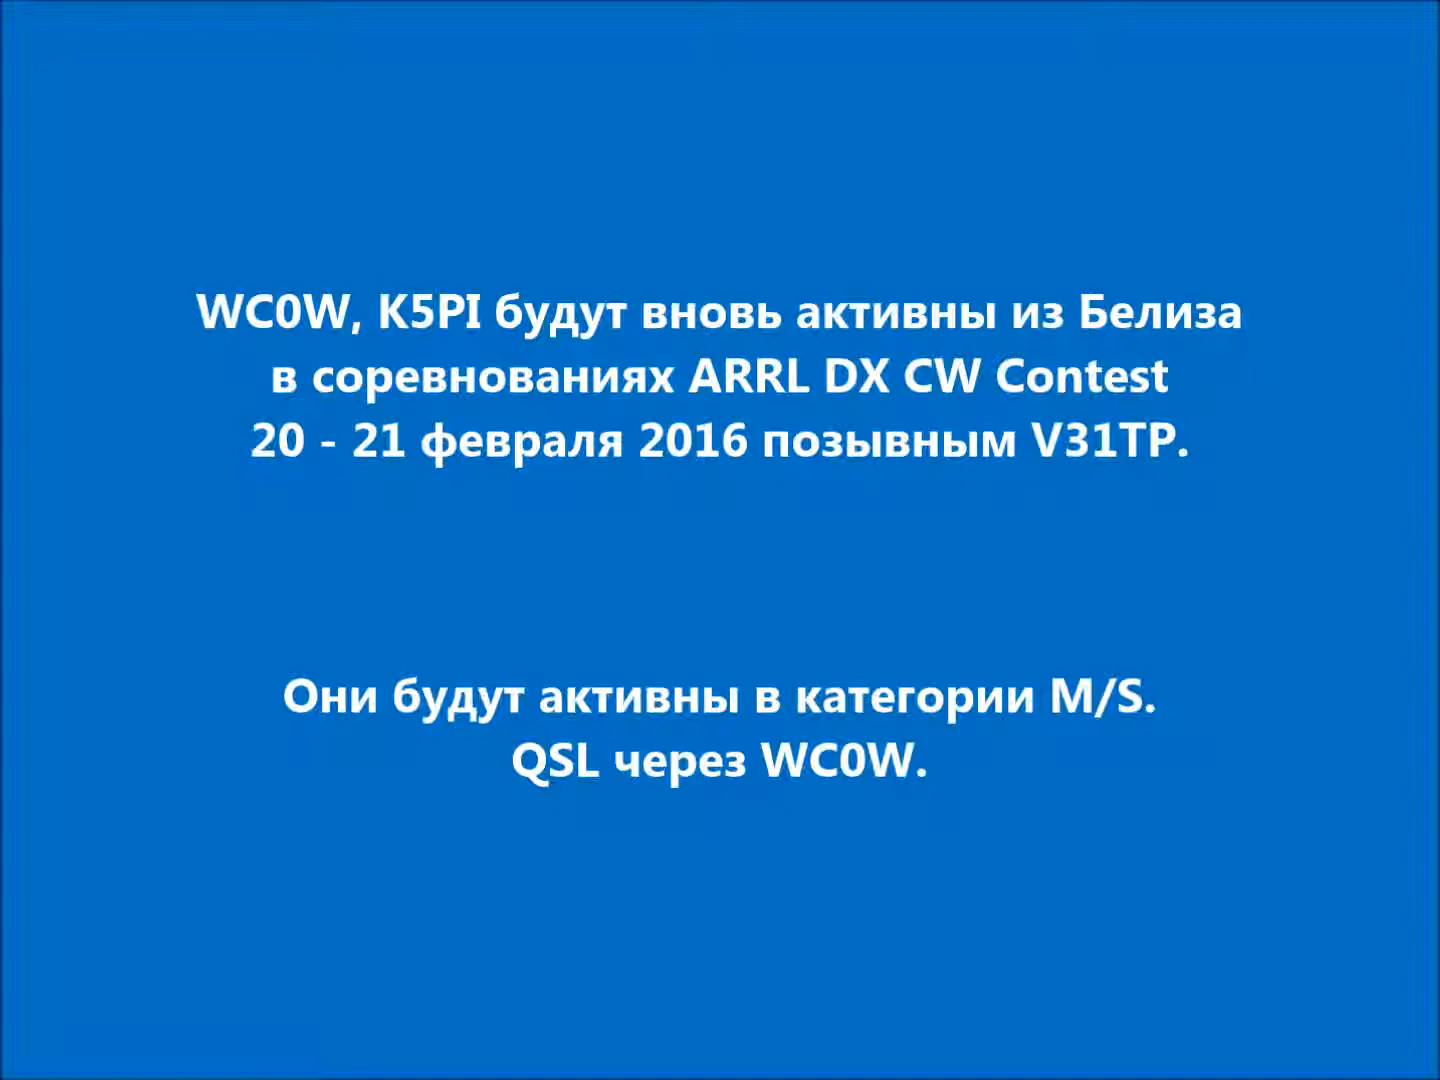 WC0W, K5PI будут вновь активны из Белиза
в соревнованиях ARRL DX CW Contest
20 - 21 февраля 2016 позывным V31TP.
Они будут активны в категории M/S.
QSL через WC0W.